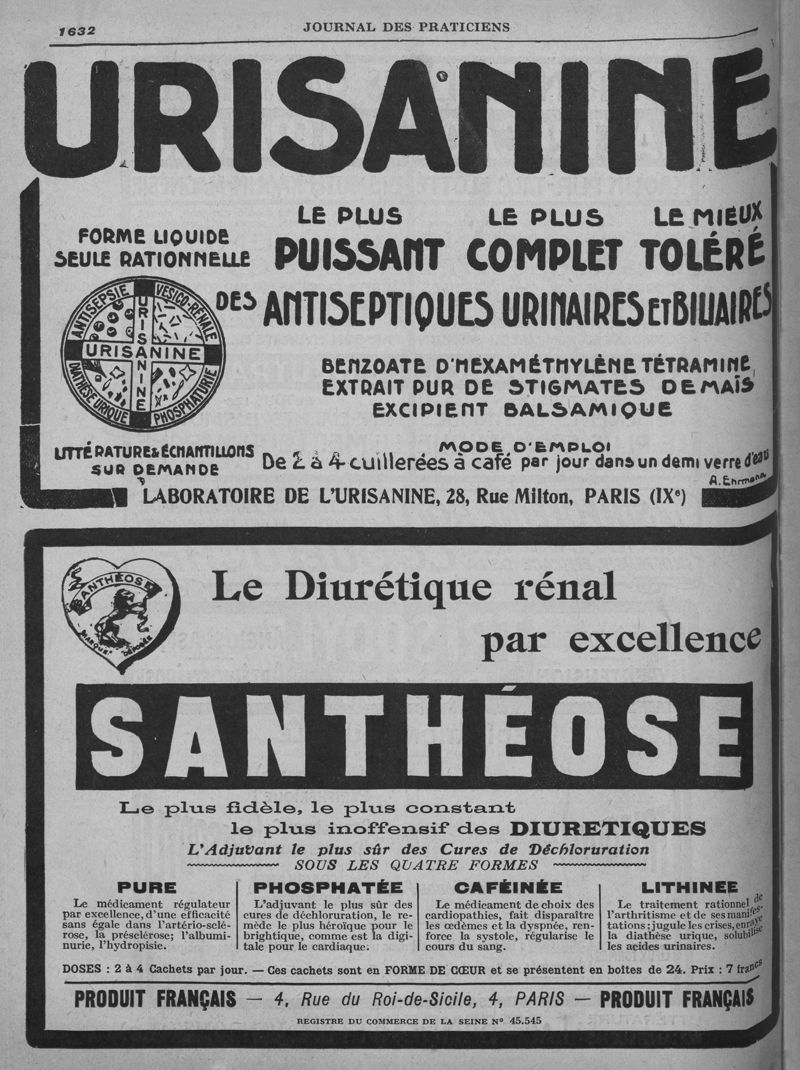 1632
JOURNAL DES PRATICIENS
URISANINE
FORME LIQUIDE
SEULE RATIONNELLE
LE PLUS LE PLUS LE MIEUX
PUISSANT COMPLET TOLÉRÉ
DES ANTISEPTIQUES URINAIRES ET BILIAIRES
ANTISEPSIE VESICO-RÉNALE
URISANINE
URISANINE
DIATHÈSE URIQUE PHOSPHATURIE
BENZOATE D'HEXAMÉTHYLÈNE TÉTRAMINE
EXTRAIT PUR DE STIGMATES DE MAÏS
EXCIPIENT BALSAMIQUE
LITTÉRATURE & ÉCHANTILLONS
SUR DEMANDE
MODE D'EMPLOI
De 2 à 4 cuillerées à café par jour dans un demi verre d'eau
A. Ehrmann
LABORATOIRE DE L'URISANINE, 28, Rue Milton, PARIS (IXe)
SANTHÉOSE
MARQUE DÉPOSÉE
Le Diurétique rénal
par excellence
SANTHÉOSE
Le plus fidèle, le plus constant
le plus inoffensif des DIURETIQUES
L'Adjuvant le plus sûr des Cures de Déchloruration
SOUS LES QUATRE FORMES
PURE
Le médicament régulateur
par excellence, d'une efficacité
sans égale dans l'artério-sclé-
rose, la présclérose; l'albumi-
nurie, l'hydropisie.
PHOSPHATÉE
L'adjuvant le plus sûr des
cures de déchloruration, le re-
mède le plus héroïque pour le
brightique, comme est la digi-
tale pour le cardiaque.
CAFÉINÉE
Le médicament de choix des
cardiopathies, fait disparaître
les œdèmes et la dyspnée, ren-
force la systole, régularise le
cours du sang.
LITHINEE
Le traitement rationnel de
l'arthritisme et de ses manifes-
tations; jugule les crises, enraye
la diathèse urique, solubilise
les acides urinaires.
DOSES : 2 à 4 Cachets par jour. — Ces cachets sont en FORME DE CŒUR et se présentent en boîtes de 24. Prix : 7 francs
PRODUIT FRANÇAIS — 4, Rue du Roi-de-Sicile, 4, PARIS — PRODUIT FRANÇAIS
REGISTRE DU COMMERCE DE LA SEINE N° 45.545